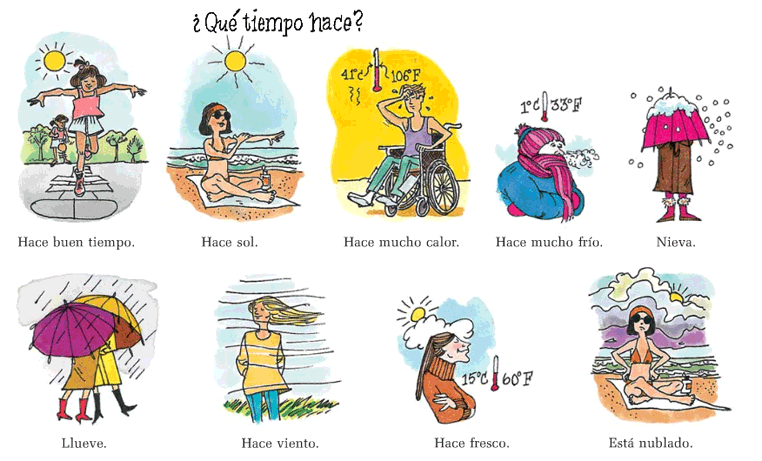 ¿Qué tiempo hace?
41°C 106°F
1°C 33°F
Hace buen tiempo. Hace sol. Hace mucho calor. Hace mucho frío. Nieva.
15°C 60°F
Llueve. Hace viento. Hace fresco. Está nublado.